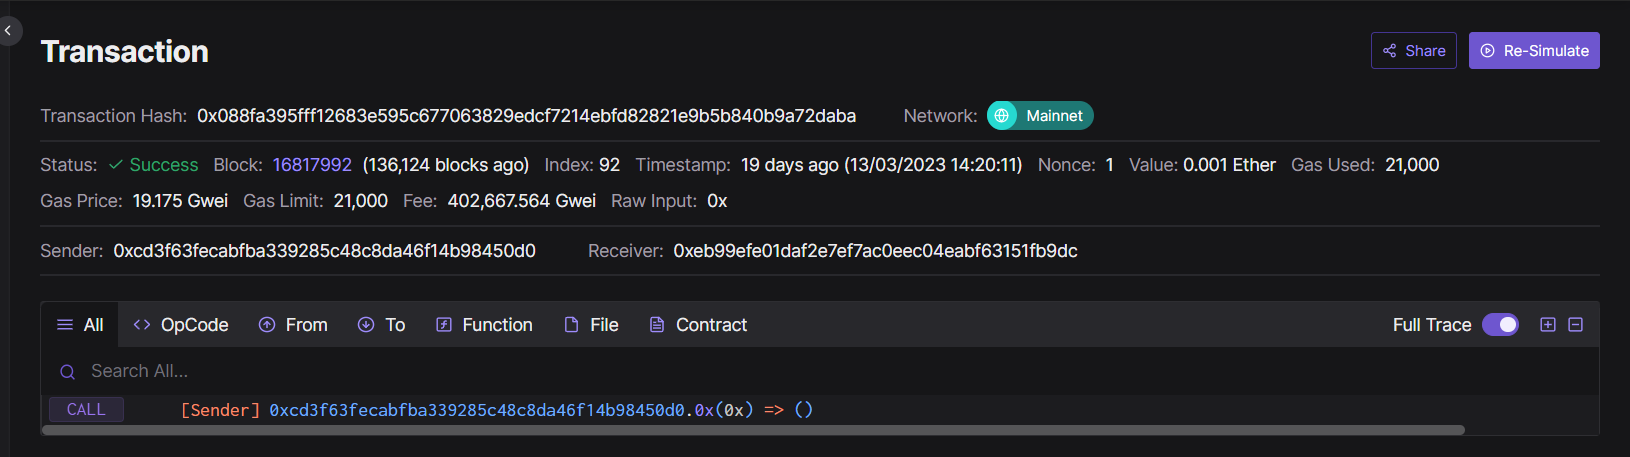 Transaction
Share
Re-Simulate
Transaction Hash: 0x088fa395fff12683e595c677063829edcf7214ebfd82821e9b5b840b9a72daba Network: Mainnet
Status: Success Block: 16817992 (136,124 blocks ago) Index: 92 Timestamp: 19 days ago (13/03/2023 14:20:11) Nonce: 1 Value: 0.001 Ether Gas Used: 21,000
Gas Price: 19.175 Gwei Gas Limit: 21,000 Fee: 402,667.564 Gwei Raw Input: 0x
Sender: 0xcd3f63fecabfba339285c48c8da46f14b98450d0 Receiver: 0xeb99efe01daf2e7ef7ac0eec04eabf63151fb9dc
All OpCode From To Function File Contract Full Trace
Search All...
CALL [Sender] 0xcd3f63fecabfba339285c48c8da46f14b98450d0.0x(0x) => ()